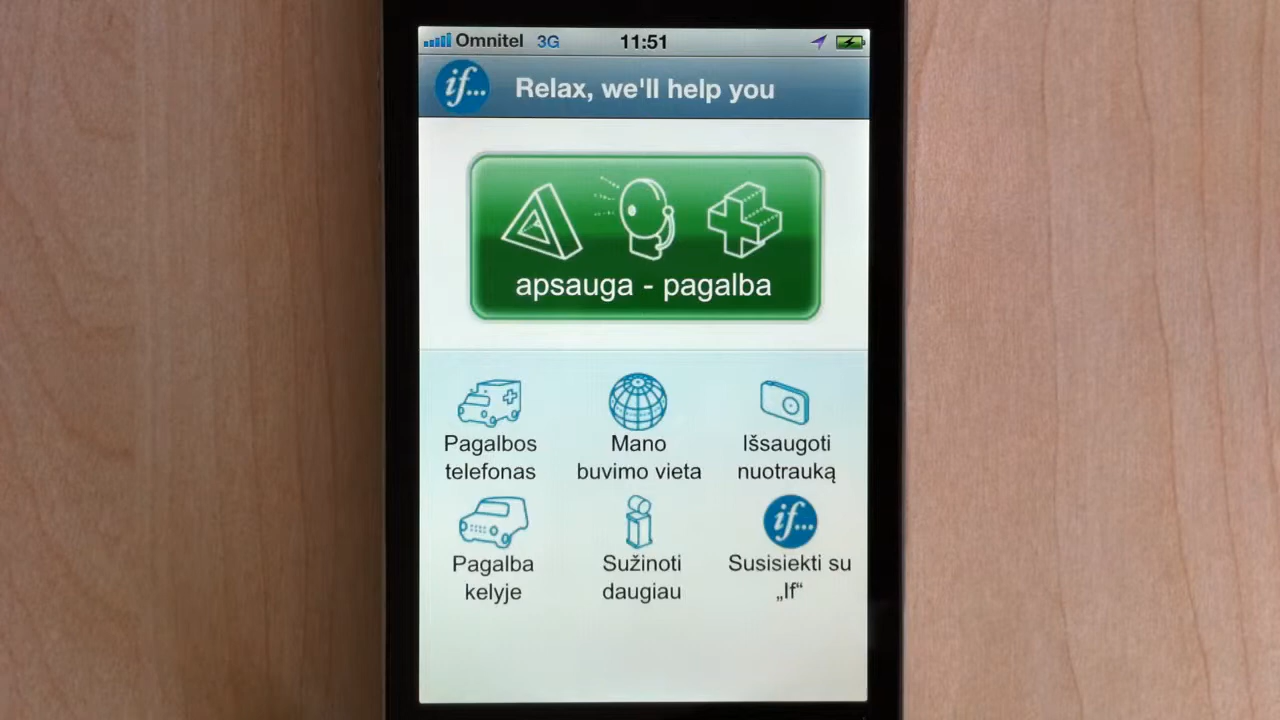 Omnitel 3G 11:51
if... Relax, we'll help you
apsauga - pagalba
Pagalbos
telefonas
Mano
buvimo vieta
Išsaugoti
nuotrauką
Pagalba
kelyje
Sužinoti
daugiau
if...
Susisiekti su
„If“